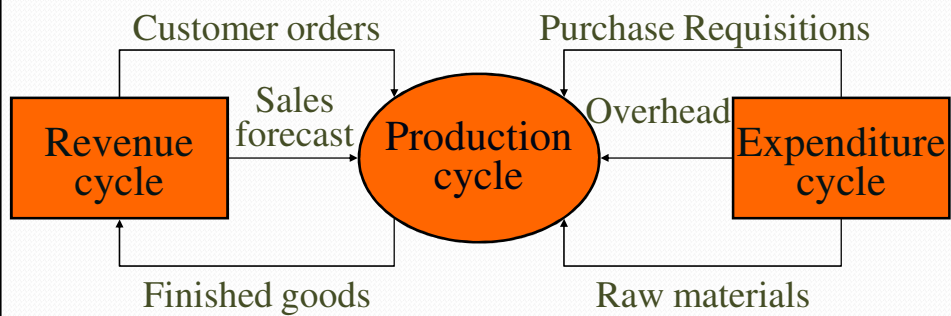 Customer orders
Purchase Requisitions
Sales
forecast
Overhead
Revenue
cycle
Production
cycle
Expenditure
cycle
Finished goods
Raw materials